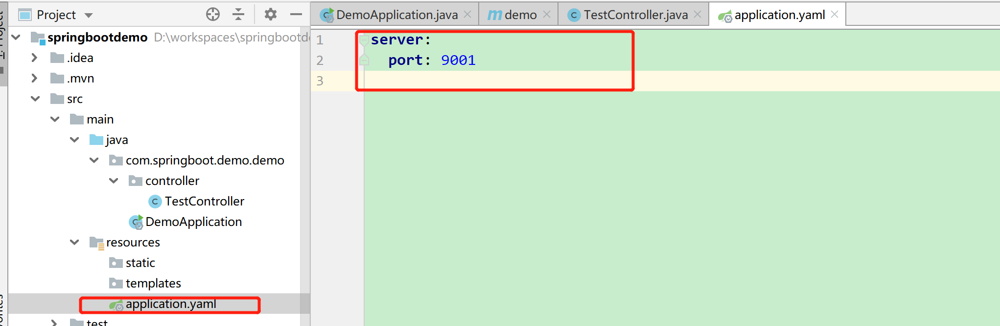 Project
DemoApplication.java
demo
TestController.java
application.yaml
springbootdemo D:\workspaces\springbootd
.idea
.mvn
src
main
java
com.springboot.demo.demo
controller
TestController
DemoApplication
resources
static
templates
application.yaml
test
1 server:
2 port: 9001
3